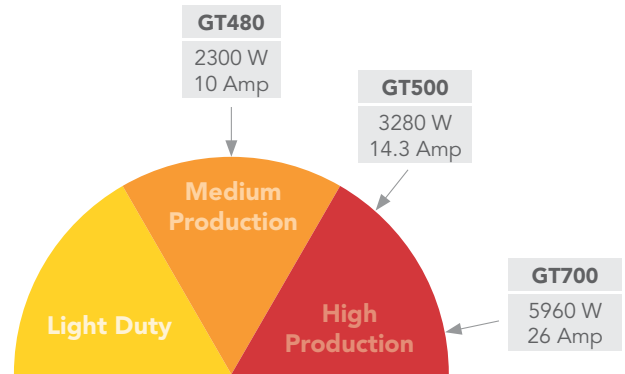 GT480
2300 W
10 Amp
GT500
3280 W
14.3 Amp
Medium
Production
GT700
5960 W
26 Amp
Light Duty
High
Production